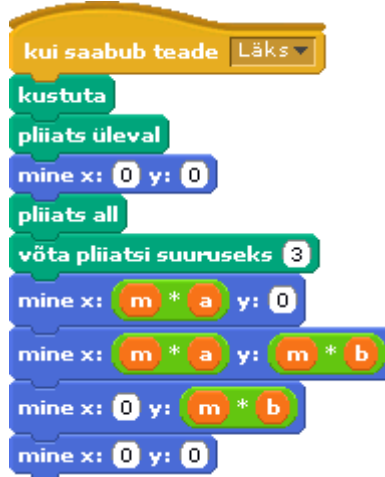 kui saabub teade Läks
kustuta
pliiats üleval
mine x: 0 y: 0
pliiats all
võta pliiatsi suuruseks 3
mine x: m * a y: 0
mine x: m * a y: m * b
mine x: 0 y: m * b
mine x: 0 y: 0